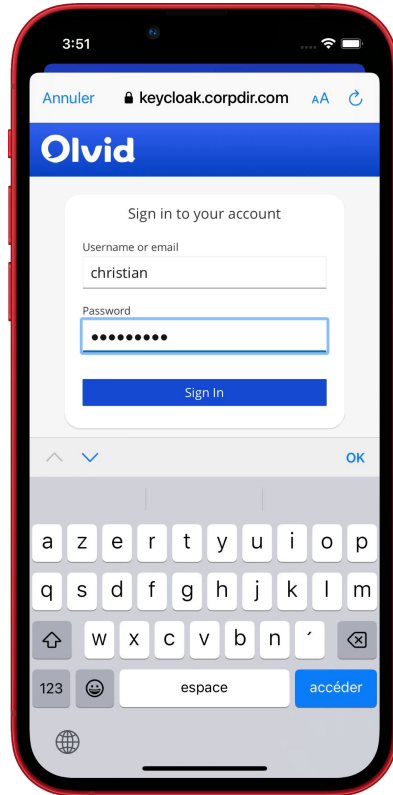 3:51
Annuler keycloak.corpdir.com AA
Olvid
Sign in to your account
Username or email
christian
Password
•••••••••
Sign In
OK
a z e r t y u i o p
q s d f g h j k l m
w x c v b n ´
123 espace accéder